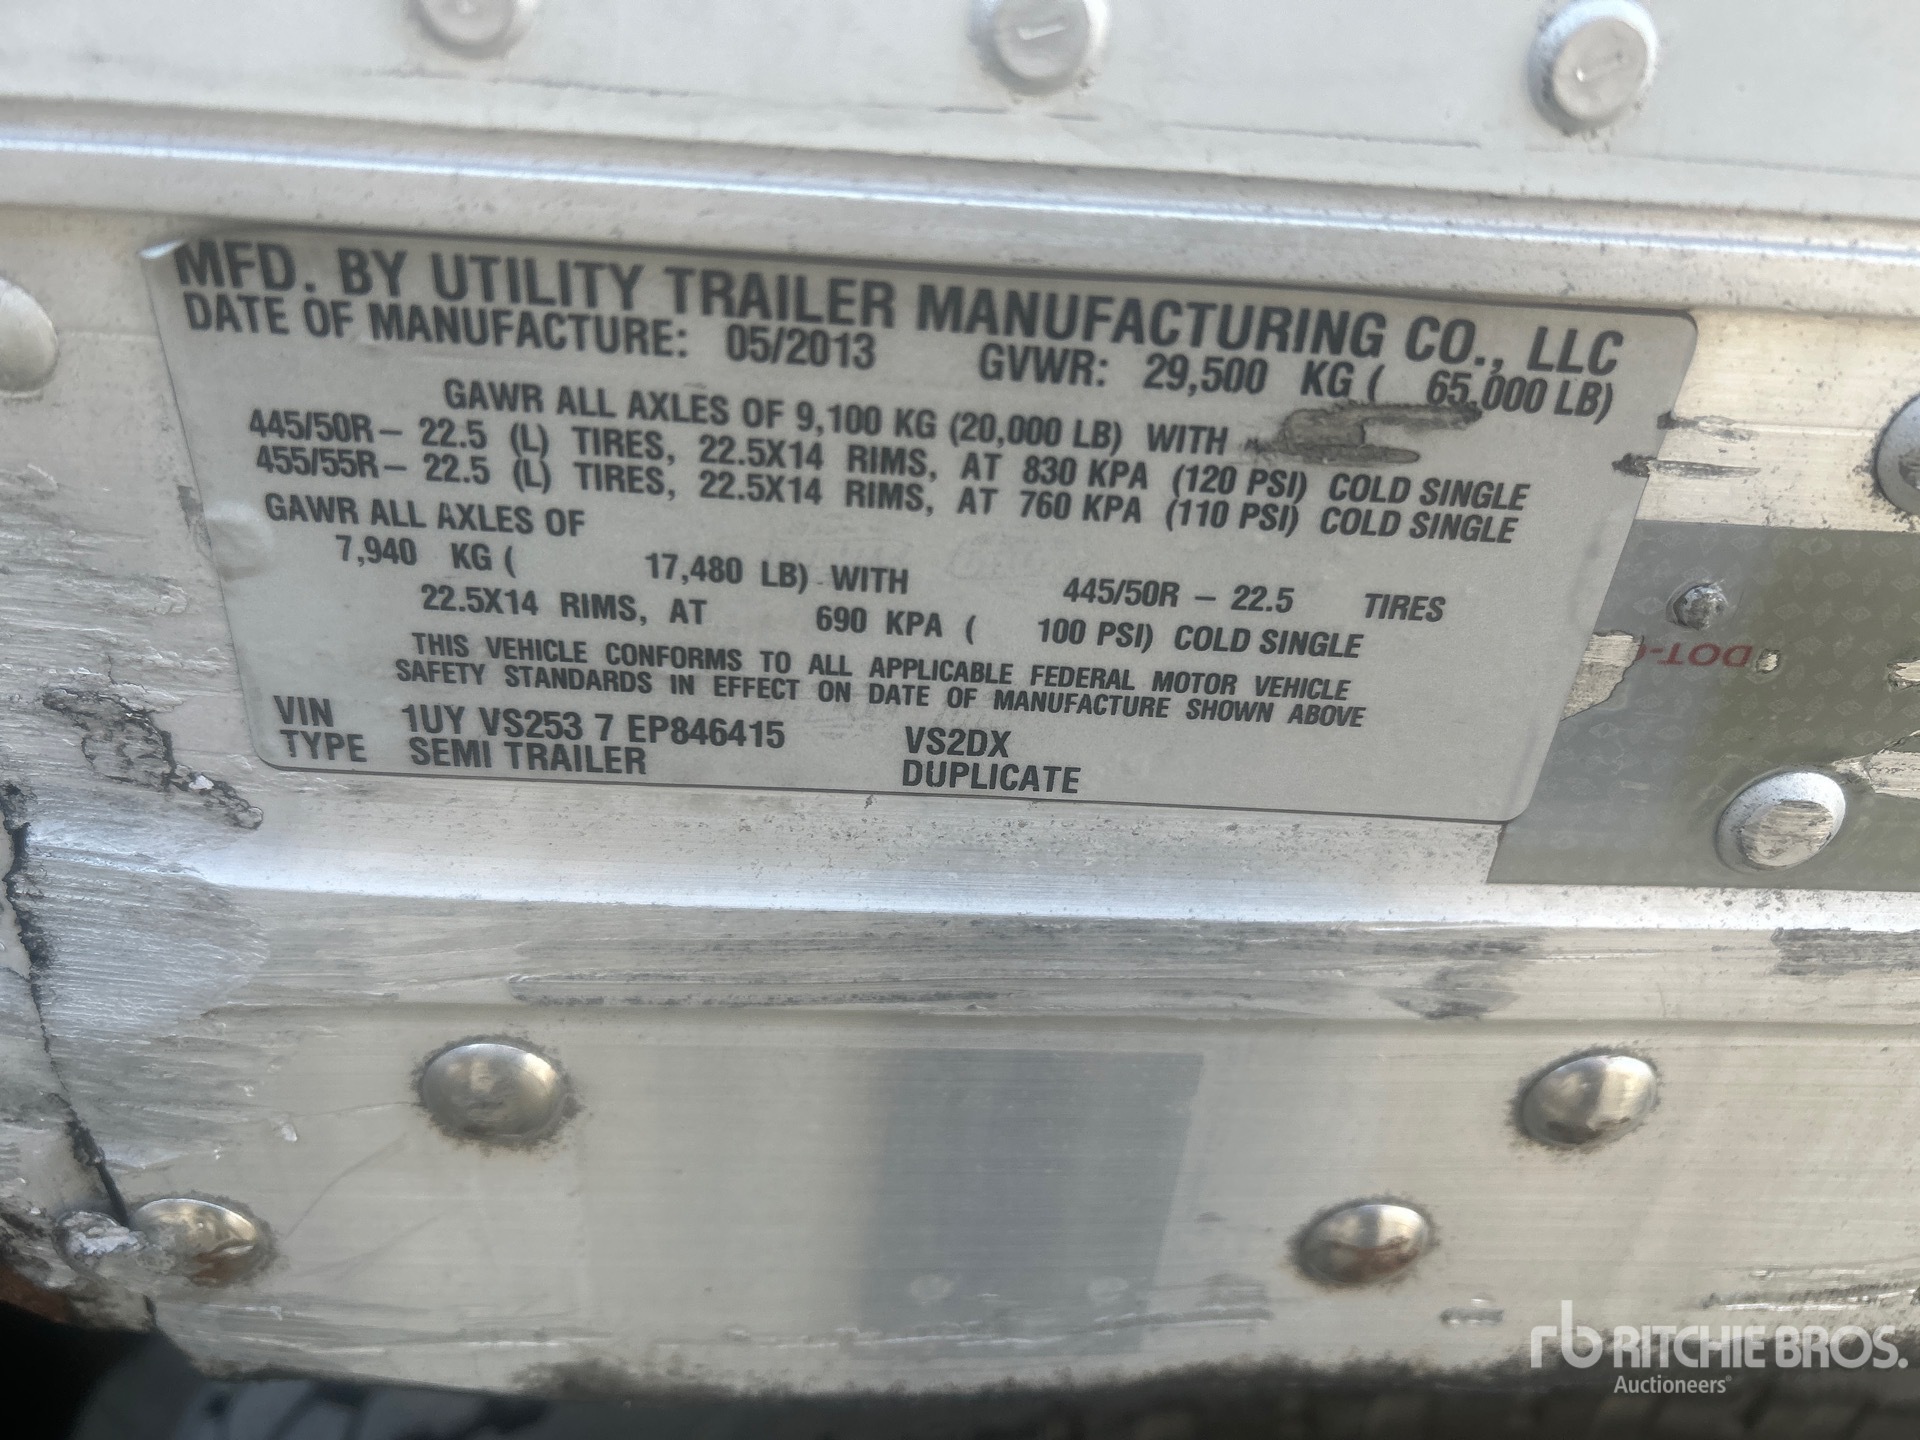 MFD. BY UTILITY TRAILER MANUFACTURING CO., LLC
DATE OF MANUFACTURE: 05/2013 GVWR: 29,500 KG ( 65,000 LB)
GAWR ALL AXLES OF 9,100 KG (20,000 LB) WITH
445/50R – 22.5 (L) TIRES, 22.5X14 RIMS, AT 830 KPA (120 PSI) COLD SINGLE
455/55R – 22.5 (L) TIRES, 22.5X14 RIMS, AT 760 KPA (110 PSI) COLD SINGLE
GAWR ALL AXLES OF
7,940 KG ( 17,480 LB) WITH 445/50R – 22.5 TIRES
22.5X14 RIMS, AT 690 KPA ( 100 PSI) COLD SINGLE
THIS VEHICLE CONFORMS TO ALL APPLICABLE FEDERAL MOTOR VEHICLE
SAFETY STANDARDS IN EFFECT ON DATE OF MANUFACTURE SHOWN ABOVE
VIN 1UY VS253 7 EP846415 VS2DX
TYPE SEMI TRAILER DUPLICATE
DOT-
rb RITCHIE BROS.
Auctioneers